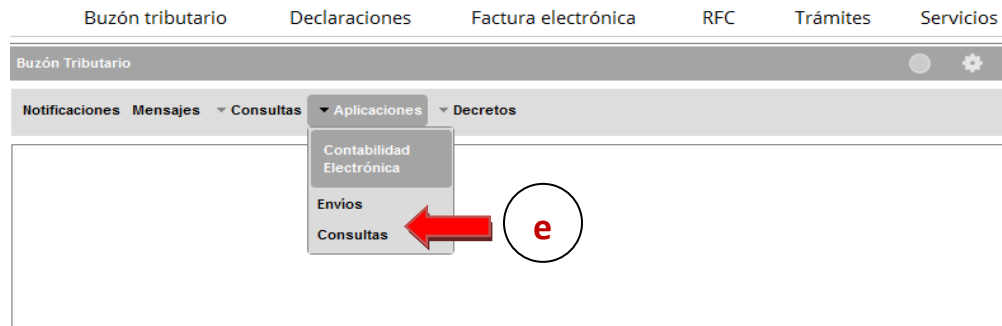 Buzón tributario Declaraciones Factura electrónica RFC Trámites Servicios
Buzón Tributario
Notificaciones Mensajes Consultas Aplicaciones Decretos
Contabilidad
Electrónica
Envíos
Consultas
e